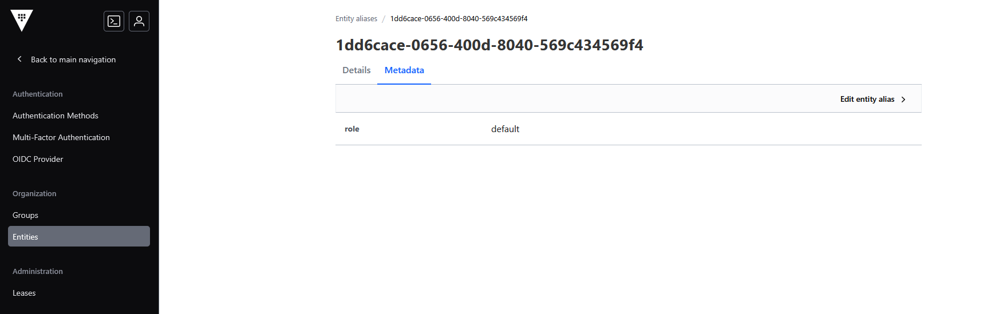 Back to main navigation
Authentication
Authentication Methods
Multi-Factor Authentication
OIDC Provider
Organization
Groups
Entities
Administration
Leases
Entity aliases / 1dd6cace-0656-400d-8040-569c434569f4
1dd6cace-0656-400d-8040-569c434569f4
Details Metadata
Edit entity alias
role default